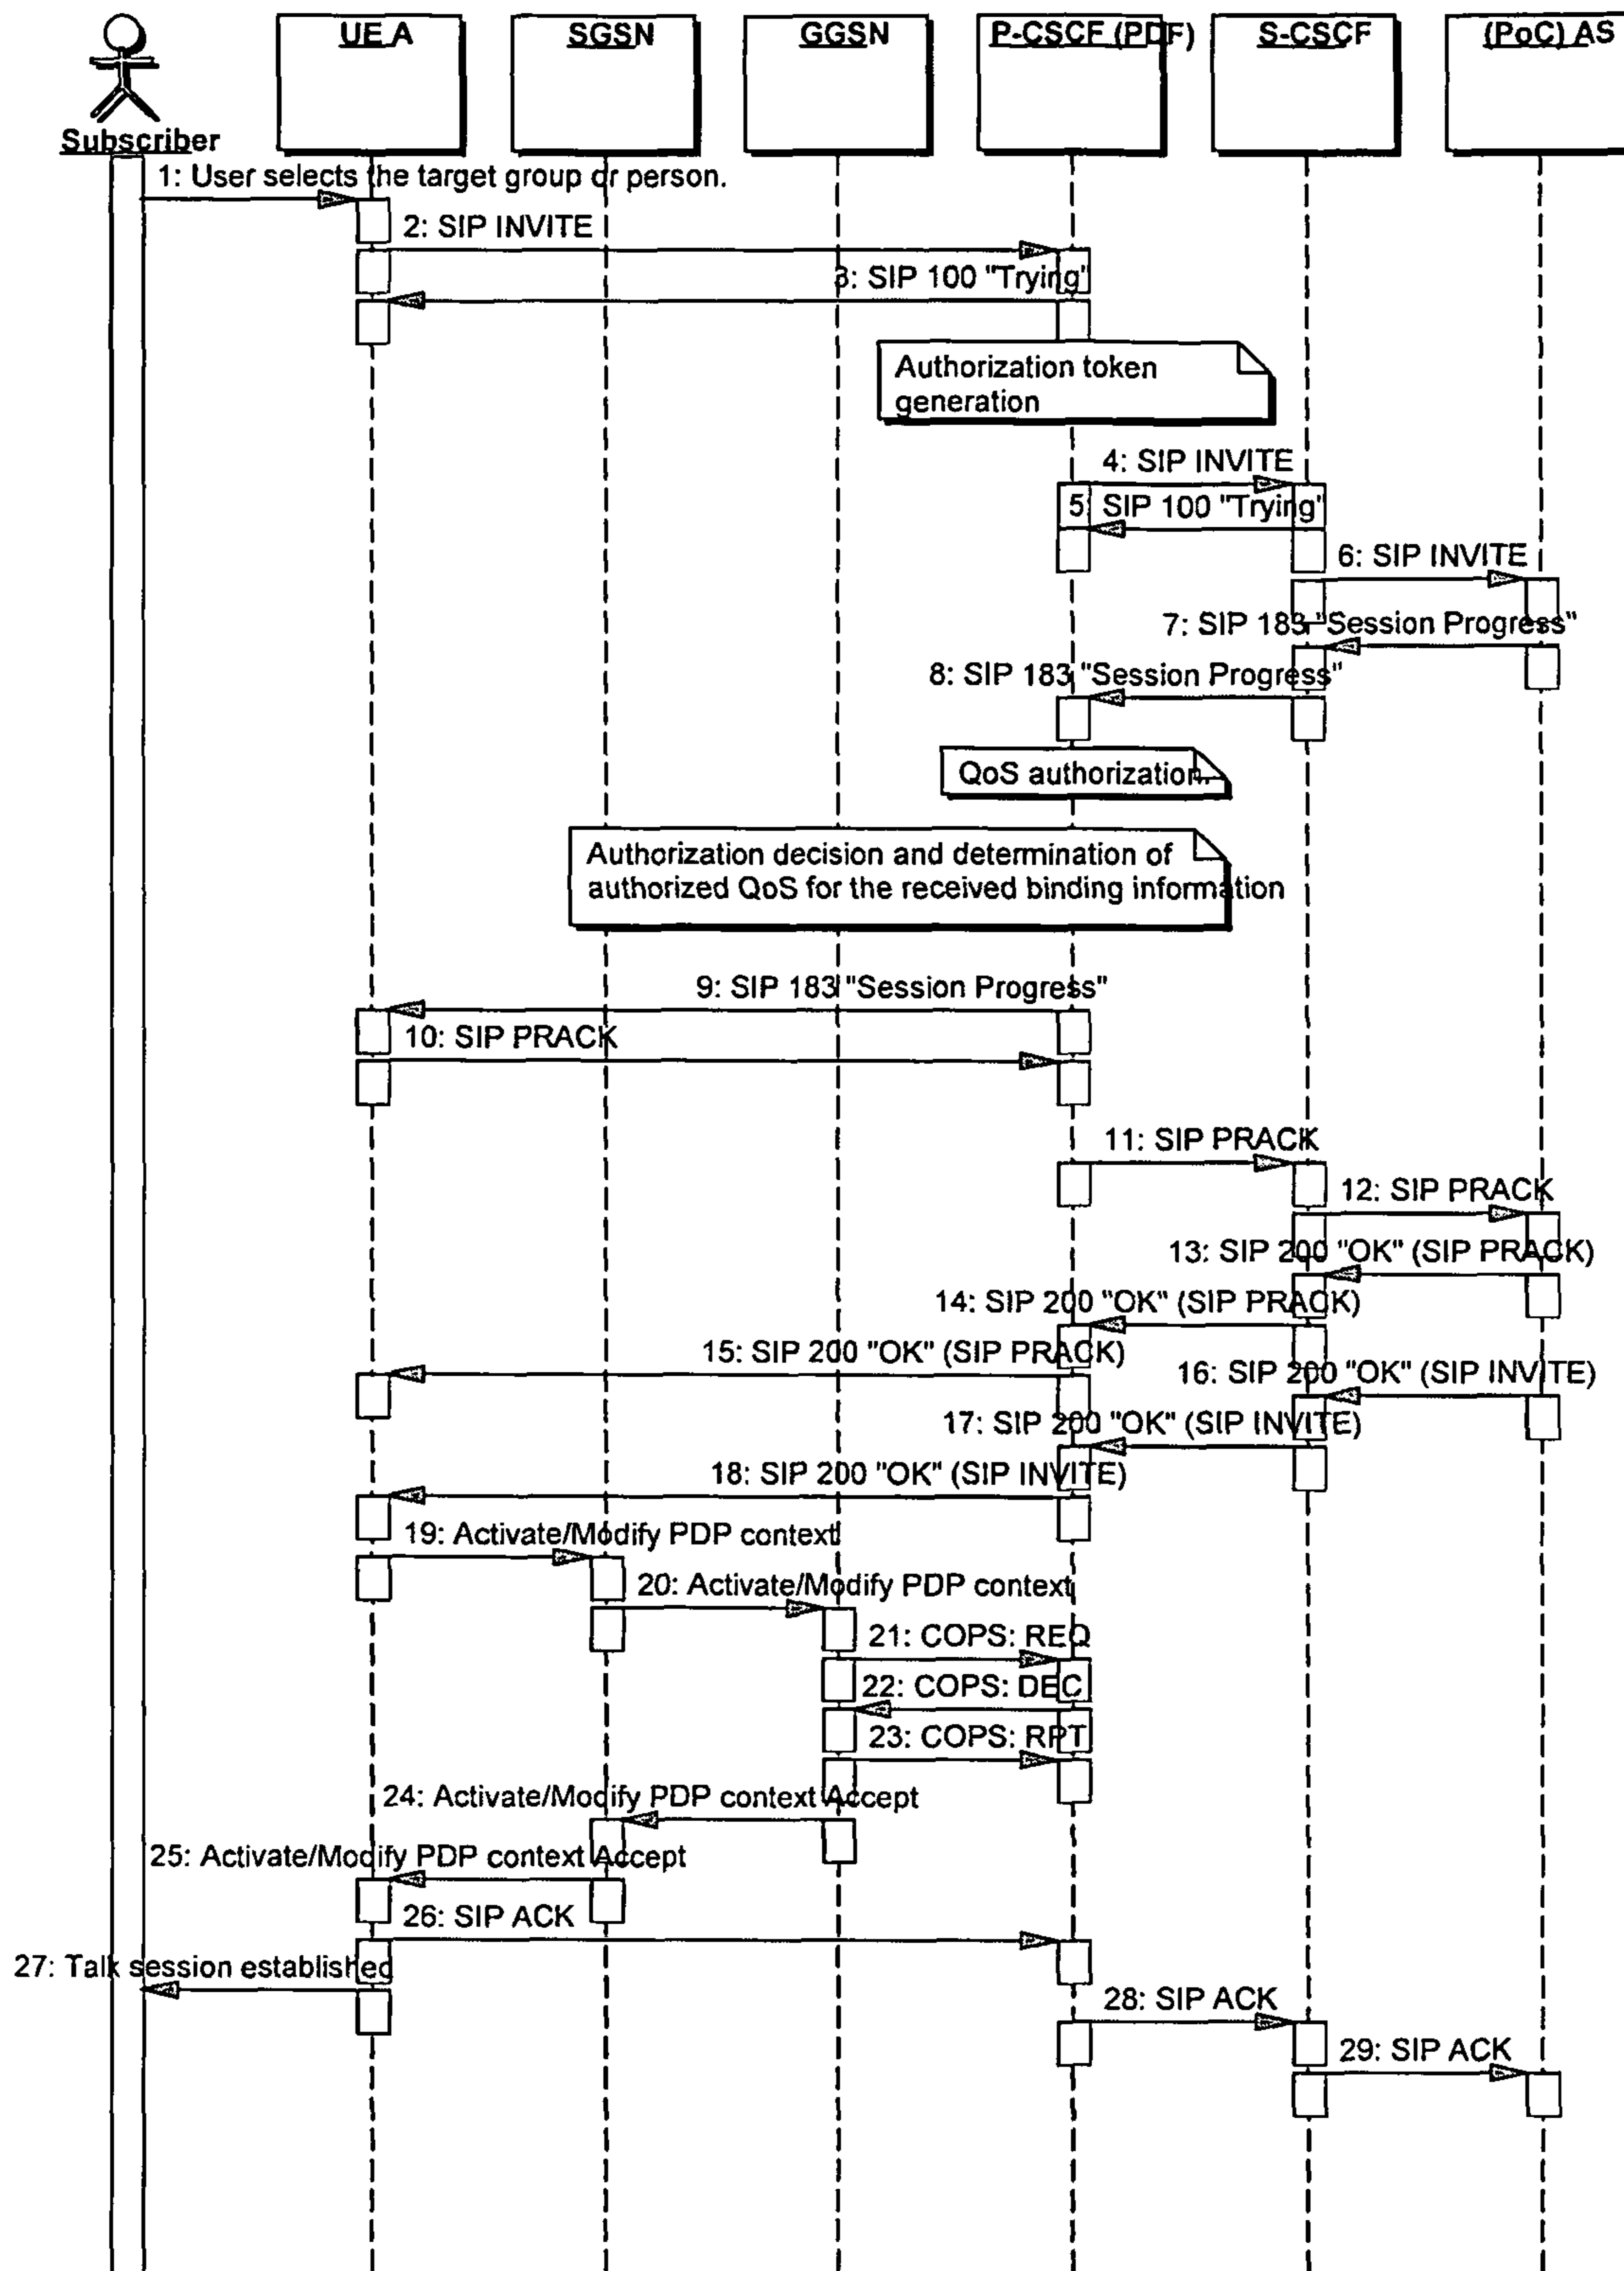 UE A
SGSN
GGSN
P-CSCF (PDF)
S-CSCF
(PoC) AS
Subscriber
1: User selects the target group or person.
2: SIP INVITE
3: SIP 100 "Trying"
Authorization token
generation
4: SIP INVITE
5: SIP 100 "Trying"
6: SIP INVITE
7: SIP 183 "Session Progress"
8: SIP 183 "Session Progress"
QoS authorization.
Authorization decision and determination of
authorized QoS for the received binding information
9: SIP 183 "Session Progress"
10: SIP PRACK
11: SIP PRACK
12: SIP PRACK
13: SIP 200 "OK" (SIP PRACK)
14: SIP 200 "OK" (SIP PRACK)
15: SIP 200 "OK" (SIP PRACK)
16: SIP 200 "OK" (SIP INVITE)
17: SIP 200 "OK" (SIP INVITE)
18: SIP 200 "OK" (SIP INVITE)
19: Activate/Modify PDP context
20: Activate/Modify PDP context
21: COPS: REQ
22: COPS: DEC
23: COPS: RPT
24: Activate/Modify PDP context Accept
25: Activate/Modify PDP context Accept
26: SIP ACK
27: Talk session established
28: SIP ACK
29: SIP ACK